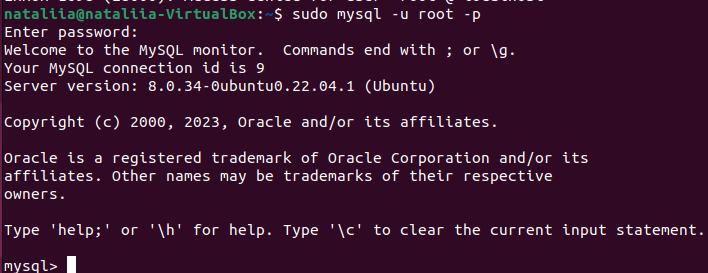 nataliia@nataliia-VirtualBox:~$ sudo mysql -u root -p
Enter password:
Welcome to the MySQL monitor.  Commands end with ; or \g.
Your MySQL connection id is 9
Server version: 8.0.34-0ubuntu0.22.04.1 (Ubuntu)
Copyright (c) 2000, 2023, Oracle and/or its affiliates.
Oracle is a registered trademark of Oracle Corporation and/or its
affiliates. Other names may be trademarks of their respective
owners.
Type 'help;' or '\h' for help. Type '\c' to clear the current input statement.
mysql>